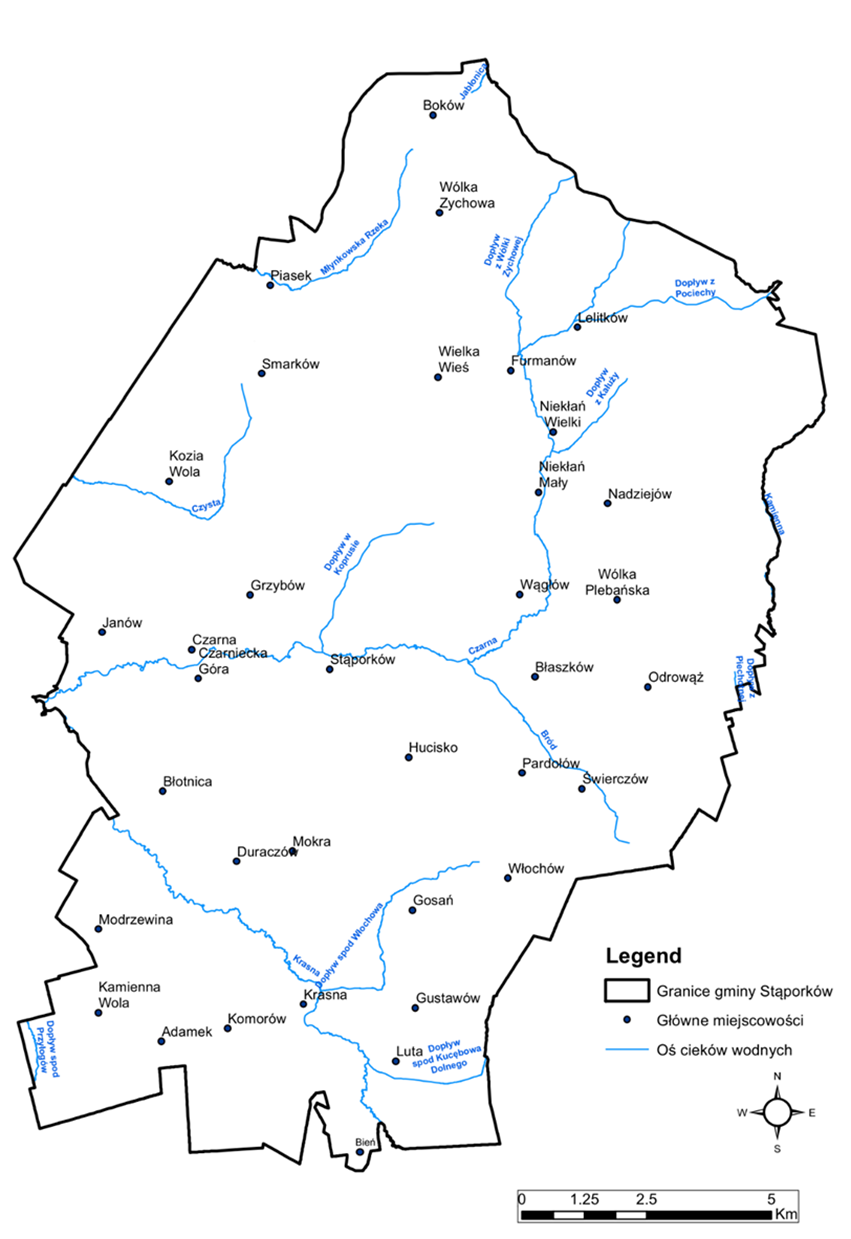 Jabłonica
Boków
Wólka
Zychowa
Dopływ
z Wólki
Zychowej
Młynkowska Rzeka
Piasek
Dopływ z
Pociechy
Lelitków
Smarków
Wielka
Wieś
Furmanów
Dopływ
z Kałuży
Niekłań
Wielki
Kozia
Wola
Czysta
Niekłań
Mały
Nadziejów
Kamienna
Dopływ w
Koprusie
Grzybów
Wągłów
Wólka
Plebańska
Janów
Czarna
Czarniecka
Góra
Stąporków
Czarna
Błaszków
Odrowąż
Dopływ z
Piechotnej
Bród
Hucisko
Pardołów
Świerczów
Błotnica
Mokra
Duraczów
Włochów
Gosań
Dopływ spod Włochowa
Modrzewina
Krasna
Krasna
Kamienna
Wola
Gustawów
Komorów
Adamek
Dopływ spod
Przyłogów
Luta
Dopływ
spod Kucębowa
Dolnego
Bień
Legend
Granice gminy Stąporków
Główne miejscowości
Oś cieków wodnych
N
W E
S
0 1.25 2.5 5
Km